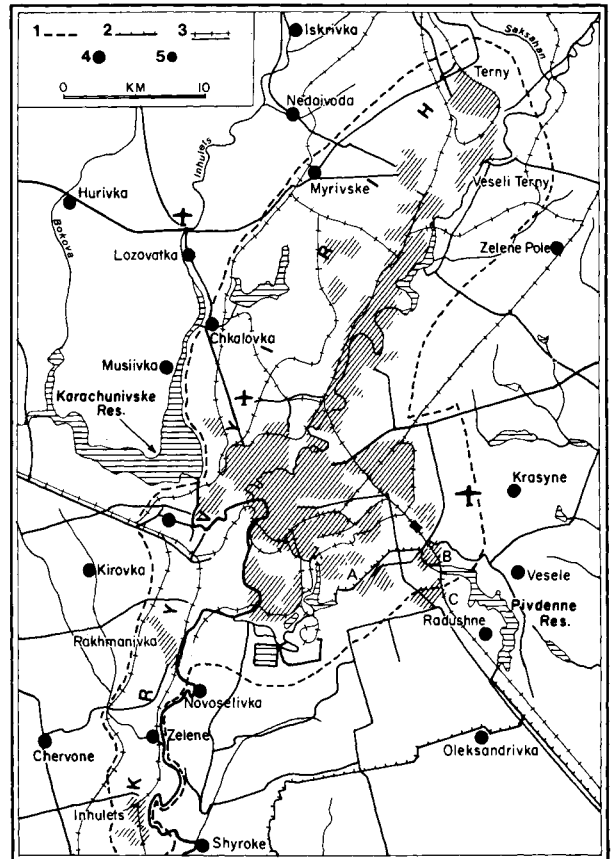 1
2
3
4
5
0 KM 10
Iskrivka
Saksahan
Terny
Nedaivoda
Inhulets
H
Myrivske
I
Veseli Terny
Hurivka
Bokova
Lozovatka
R
Zelene Pole
Chkalovka
I
Musiivka
Karachunivske
Res.
Y
Krasyne
V
B
A
Kirovka
Vesele
C
Pivdenne
Res.
Y
Radushne
Rakhmanivka
R
Novoselivka
Zelene
Chervone
Oleksandrivka
K
Inhulets
Shyroke